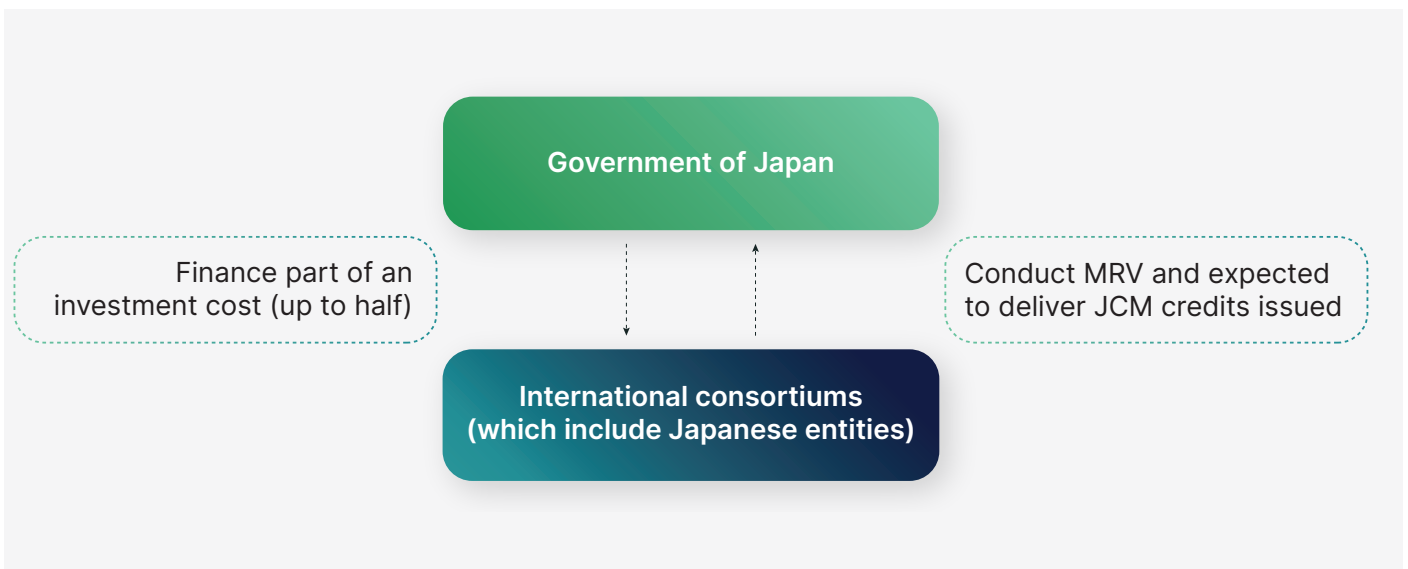 Government of Japan
Finance part of an
investment cost (up to half)
Conduct MRV and expected
to deliver JCM credits issued
International consortiums
(which include Japanese entities)